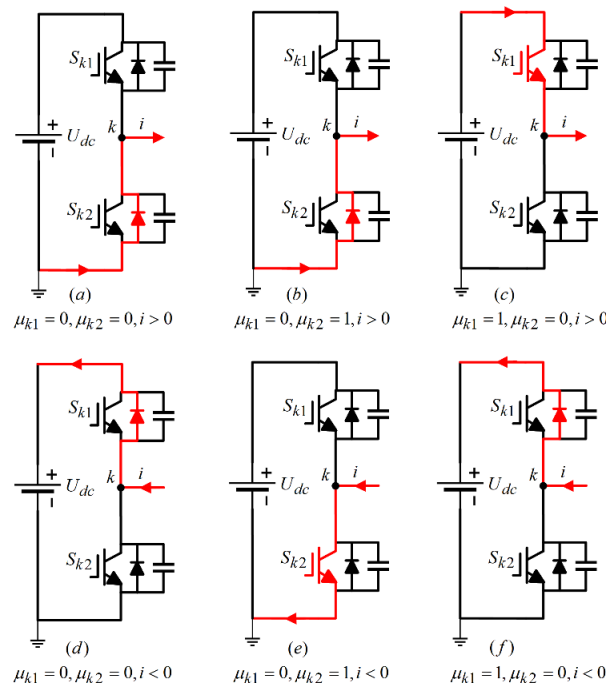 S_{k1} S_{k1} S_{k1}
+ U_{dc} k i + U_{dc} k i + U_{dc} k i
S_{k2} S_{k2} S_{k2}
(a) (b) (c)
μ_{k1} = 0, μ_{k2} = 0, i > 0 μ_{k1} = 0, μ_{k2} = 1, i > 0 μ_{k1} = 1, μ_{k2} = 0, i > 0
S_{k1} S_{k1} S_{k1}
+ U_{dc} k i + U_{dc} k i + U_{dc} k i
S_{k2} S_{k2} S_{k2}
(d) (e) (f)
μ_{k1} = 0, μ_{k2} = 0, i < 0 μ_{k1} = 0, μ_{k2} = 1, i < 0 μ_{k1} = 1, μ_{k2} = 0, i < 0